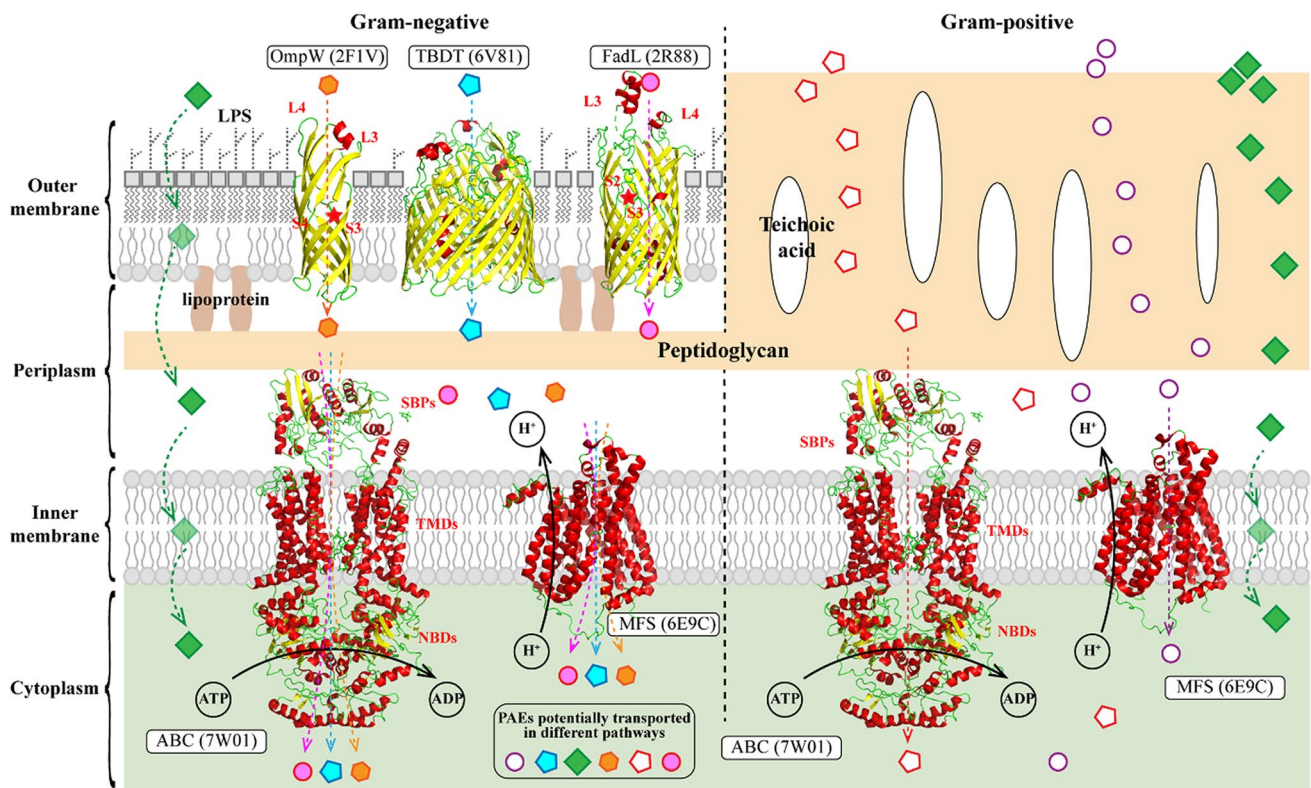 Gram-negative
Gram-positive
OmpW (2F1V)
TBDT (6V81)
FadL (2R88)
L3
L4
L4
LPS
L3
Outer
membrane
S2
S3
S4
S3
Teichoic
acid
lipoprotein
Peptidoglycan
Periplasm
SBPs
H+
SBPs
H+
Inner
membrane
TMDs
TMDs
NBDs
MFS (6E9C)
H+
NBDs
H+
Cytoplasm
ATP
ADP
ATP
ADP
MFS (6E9C)
PAEs potentially transported
in different pathways
ABC (7W01)
ABC (7W01)